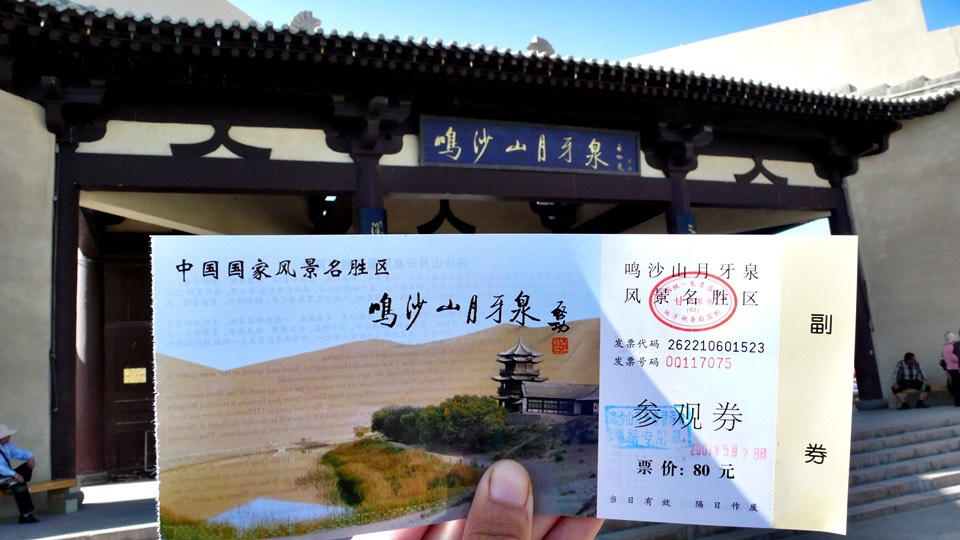 鸣沙山月牙泉
中国国家风景名胜区
鸣沙山月牙泉
鸣沙山月牙泉
风景名胜区
发票代码 262210601523
发票号码 00117075
参观券
票价: 80 元
当日有效 隔日作废
副券